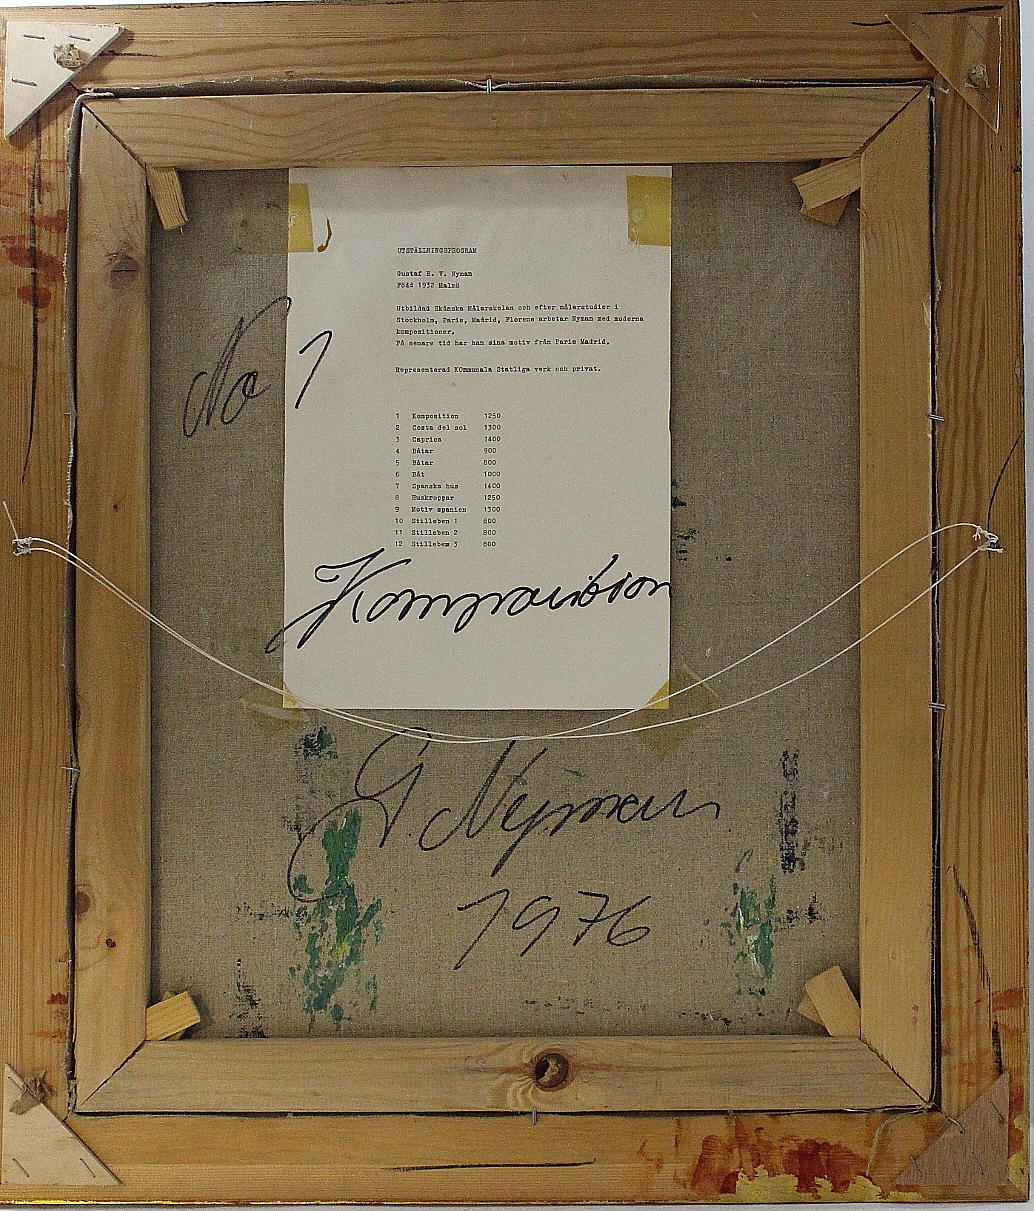 UTSTÄLLNINGSPROGRAM
Gustaf E. V. Nyman
Född 1932 Malmö
Utbildad Skånska Målarskolan och efter målarstudier i
Stockholm, Paris, Madrid, Florens arbetar Nyman med moderna
kompositioner.
På senare tid har han sina motiv från Paris Madrid.
Representerad KOmmunala Statliga verk och privat.
No 1
1 Komposition 1250
2 Costa del sol 1300
3 Caprica 1400
4 Båtar 900
5 Båtar 800
6 Båt 1000
7 Spanska hus 1400
8 Huskroppar 1250
9 Motiv spanien 1300
10 Stilleben 1 800
11 Stilleben 2 800
12 Stilleben 3 800
Komposition
G. Nyman
1976